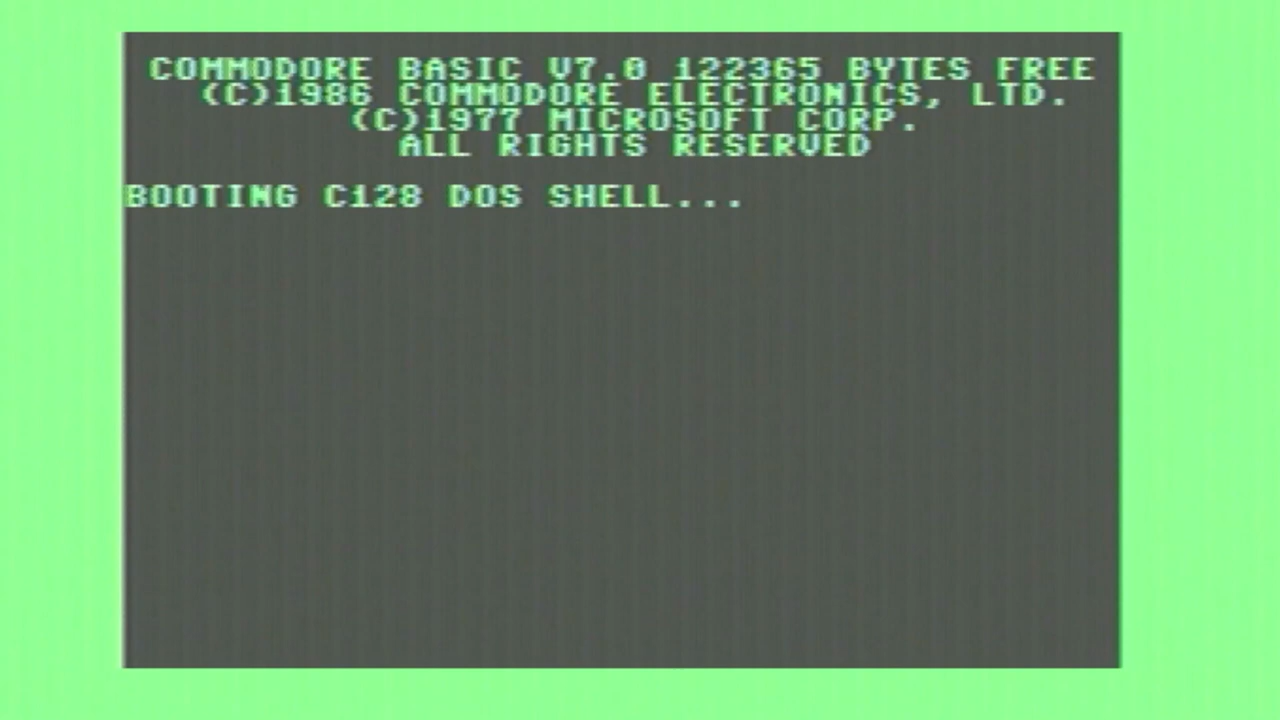 COMMODORE BASIC V7.0 122365 BYTES FREE
(C)1986 COMMODORE ELECTRONICS, LTD.
(C)1977 MICROSOFT CORP.
ALL RIGHTS RESERVED
BOOTING C128 DOS SHELL...